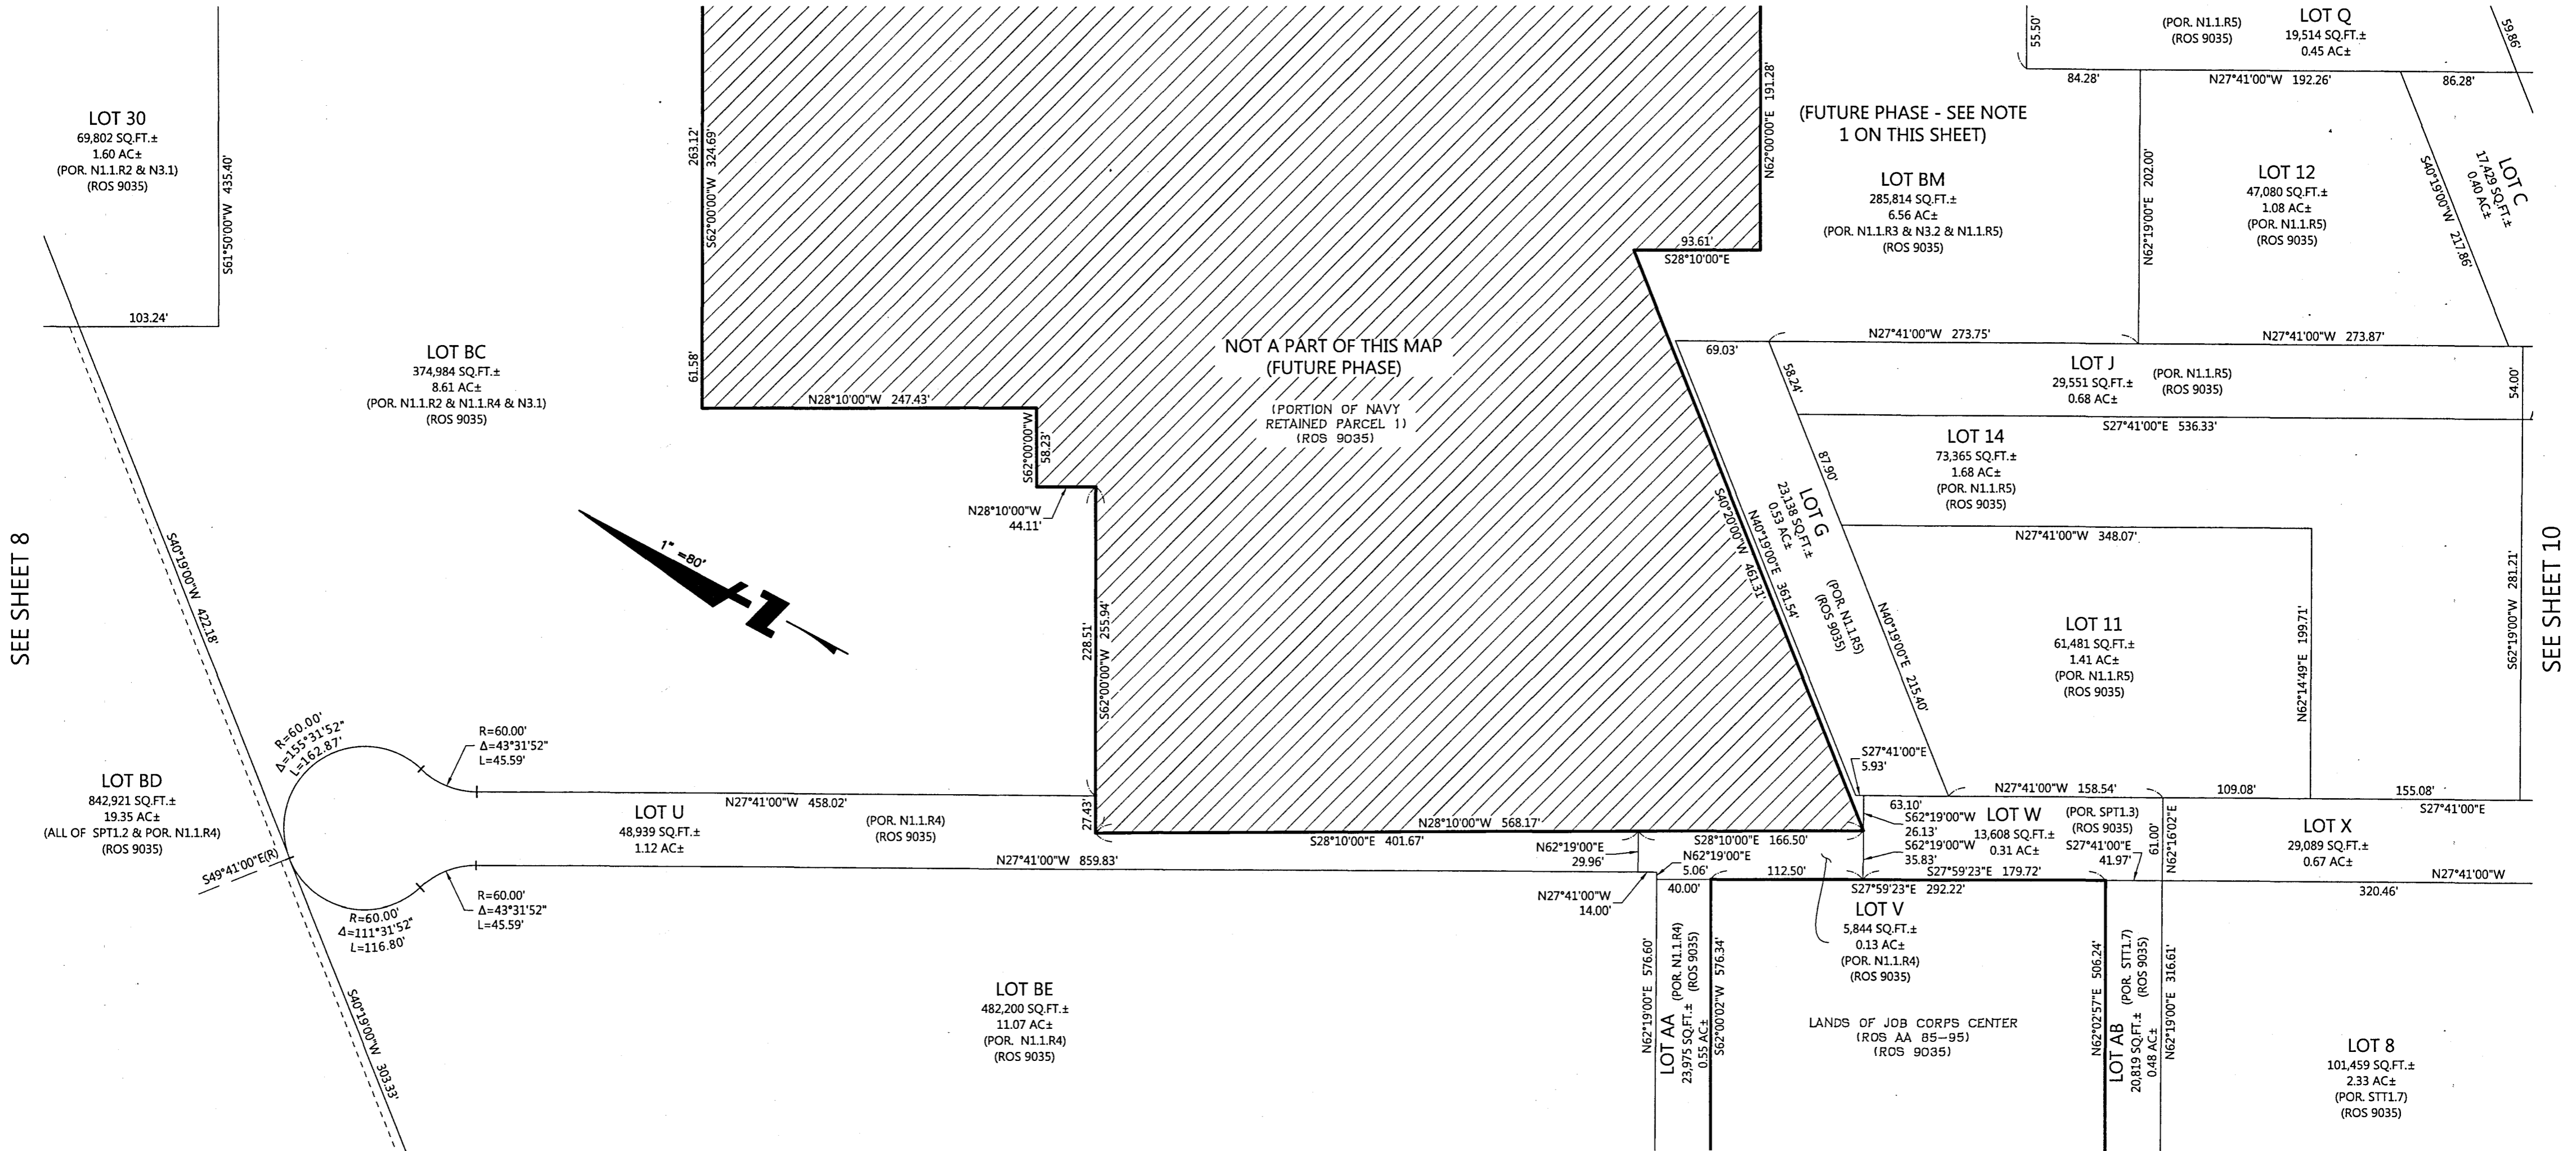 SEE SHEET 8
LOT 30
69,802 SQ.FT.±
1.60 AC±
(POR. N1.1.R2 & N3.1)
(ROS 9035)
S61°50'00"W 435.40'
103.24'
LOT BC
374,984 SQ.FT.±
8.61 AC±
(POR. N1.1.R2 & N1.1.R4 & N3.1)
(ROS 9035)
263.12'
S62°00'00"W 324.69'
61.58'
N28°10'00"W 247.43'
S62°00'00"W
58.23'
N28°10'00"W
44.11'
1" =80'
NOT A PART OF THIS MAP
(FUTURE PHASE)
(PORTION OF NAVY
RETAINED PARCEL 1)
(ROS 9035)
N62°00'00"E 191.28'
93.61'
S28°10'00"E
(FUTURE PHASE - SEE NOTE
1 ON THIS SHEET)
LOT BM
285,814 SQ.FT.±
6.56 AC±
(POR. N1.1.R3 & N3.2 & N1.1.R5)
(ROS 9035)
55.50'
(POR. N1.1.R5)
(ROS 9035)
LOT Q
19,514 SQ.FT.±
0.45 AC±
59.86'
84.28'
N27°41'00"W 192.26'
86.28'
N62°19'00"E 202.00'
LOT 12
47,080 SQ.FT.±
1.08 AC±
(POR. N1.1.R5)
(ROS 9035)
S40°19'00"W 217.86'
LOT C
17,429 SQ.FT.±
0.40 AC±
69.03'
N27°41'00"W 273.75'
N27°41'00"W 273.87'
58.24'
LOT J
29,551 SQ.FT.±
0.68 AC±
(POR. N1.1.R5)
(ROS 9035)
54.00'
S27°41'00"E 536.33'
LOT 14
73,365 SQ.FT.±
1.68 AC±
(POR. N1.1.R5)
(ROS 9035)
87.90'
LOT G
23,138 SQ.FT.±
0.53 AC±
(POR. N1.1.R5)
(ROS 9035)
S40°20'00"W 461.31'
N40°19'00"E 361.54'
N40°19'00"E 215.40'
N27°41'00"W 348.07'
LOT 11
61,481 SQ.FT.±
1.41 AC±
(POR. N1.1.R5)
(ROS 9035)
N62°14'49"E 199.71'
S62°19'00"W 281.21'
SEE SHEET 10
S40°19'00"W 422.18'
228.51'
S62°00'00"W 255.94'
27.43'
R=60.00'
Δ=155°31'52"
L=162.87'
R=60.00'
Δ=43°31'52"
L=45.59'
LOT BD
842,921 SQ.FT.±
19.35 AC±
(ALL OF SPT1.2 & POR. N1.1.R4)
(ROS 9035)
S49°41'00"E(R)
N27°41'00"W 458.02'
LOT U
48,939 SQ.FT.±
1.12 AC±
(POR. N1.1.R4)
(ROS 9035)
N27°41'00"W 859.83'
R=60.00'
Δ=43°31'52"
L=45.59'
R=60.00'
Δ=111°31'52"
L=116.80'
S40°19'00"W 303.33'
N28°10'00"W 568.17'
S28°10'00"E 401.67'
S28°10'00"E 166.50'
N62°19'00"E
29.96'
N62°19'00"E
5.06'
N27°41'00"W
14.00'
40.00'
112.50'
S27°41'00"E
5.93'
63.10'
S62°19'00"W
26.13'
S62°19'00"W
35.83'
N27°41'00"W 158.54'
109.08'
155.08'
S27°41'00"E
LOT W
13,608 SQ.FT.±
0.31 AC±
(POR. SPT1.3)
(ROS 9035)
S27°41'00"E
41.97'
61.00'
N62°16'02"E
S27°59'23"E 179.72'
S27°59'23"E 292.22'
LOT X
29,089 SQ.FT.±
0.67 AC±
N27°41'00"W
320.46'
LOT V
5,844 SQ.FT.±
0.13 AC±
(POR. N1.1.R4)
(ROS 9035)
LOT BE
482,200 SQ.FT.±
11.07 AC±
(POR. N1.1.R4)
(ROS 9035)
N62°19'00"E 576.60'
LOT AA (POR. N1.1.R4)
23,975 SQ.FT.± (ROS 9035)
0.55 AC±
S62°00'02"W 576.34'
LANDS OF JOB CORPS CENTER
(ROS AA 85-95)
(ROS 9035)
N62°02'57"E 506.24'
LOT AB (POR. STT1.7)
20,819 SQ.FT.± (ROS 9035)
0.48 AC±
N62°19'00"E 316.61'
LOT 8
101,459 SQ.FT.±
2.33 AC±
(POR. STT1.7)
(ROS 9035)